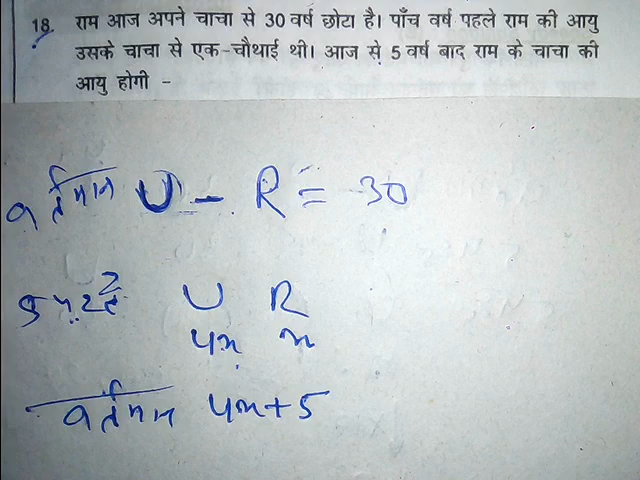 18. राम आज अपने चाचा से 30 वर्ष छोटा है। पाँच वर्ष पहले राम की आयु
उसके चाचा से एक-चौथाई थी। आज से 5 वर्ष बाद राम के चाचा की
आयु होगी -
वर्तमान U - R = 30
5 U R
4x x
वर्तमान 4x+5